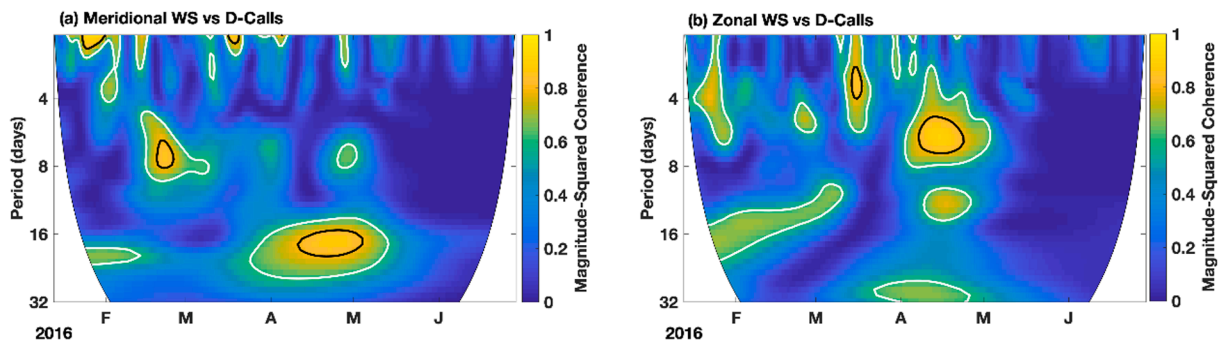 (a) Meridional WS vs D-Calls
Period (days)
4
8
16
32
F M A M J
2016
1
0.8
0.6
0.4
0.2
0
Magnitude-Squared Coherence
(b) Zonal WS vs D-Calls
Period (days)
4
8
16
32
F M A M J
2016
1
0.8
0.6
0.4
0.2
0
Magnitude-Squared Coherence